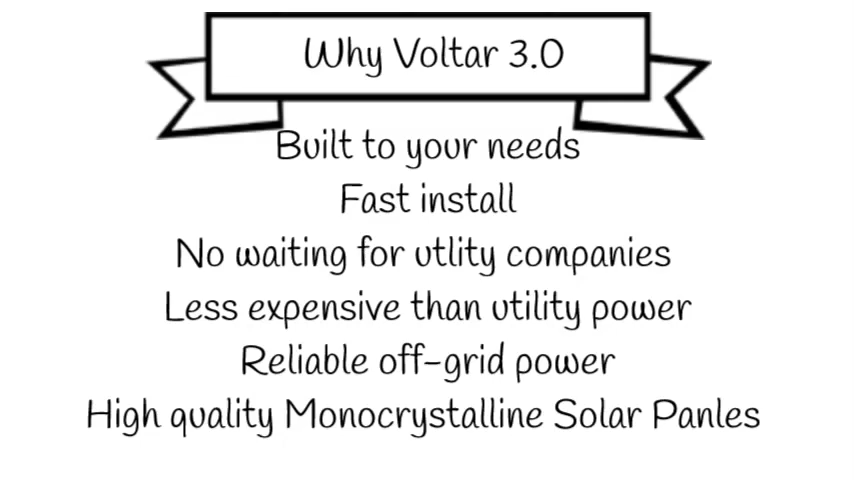 Why Voltar 3.0
Built to your needs
Fast install
No waiting for utlity companies
Less expensive than utility power
Reliable off-grid power
High quality Monocrystalline Solar Panles